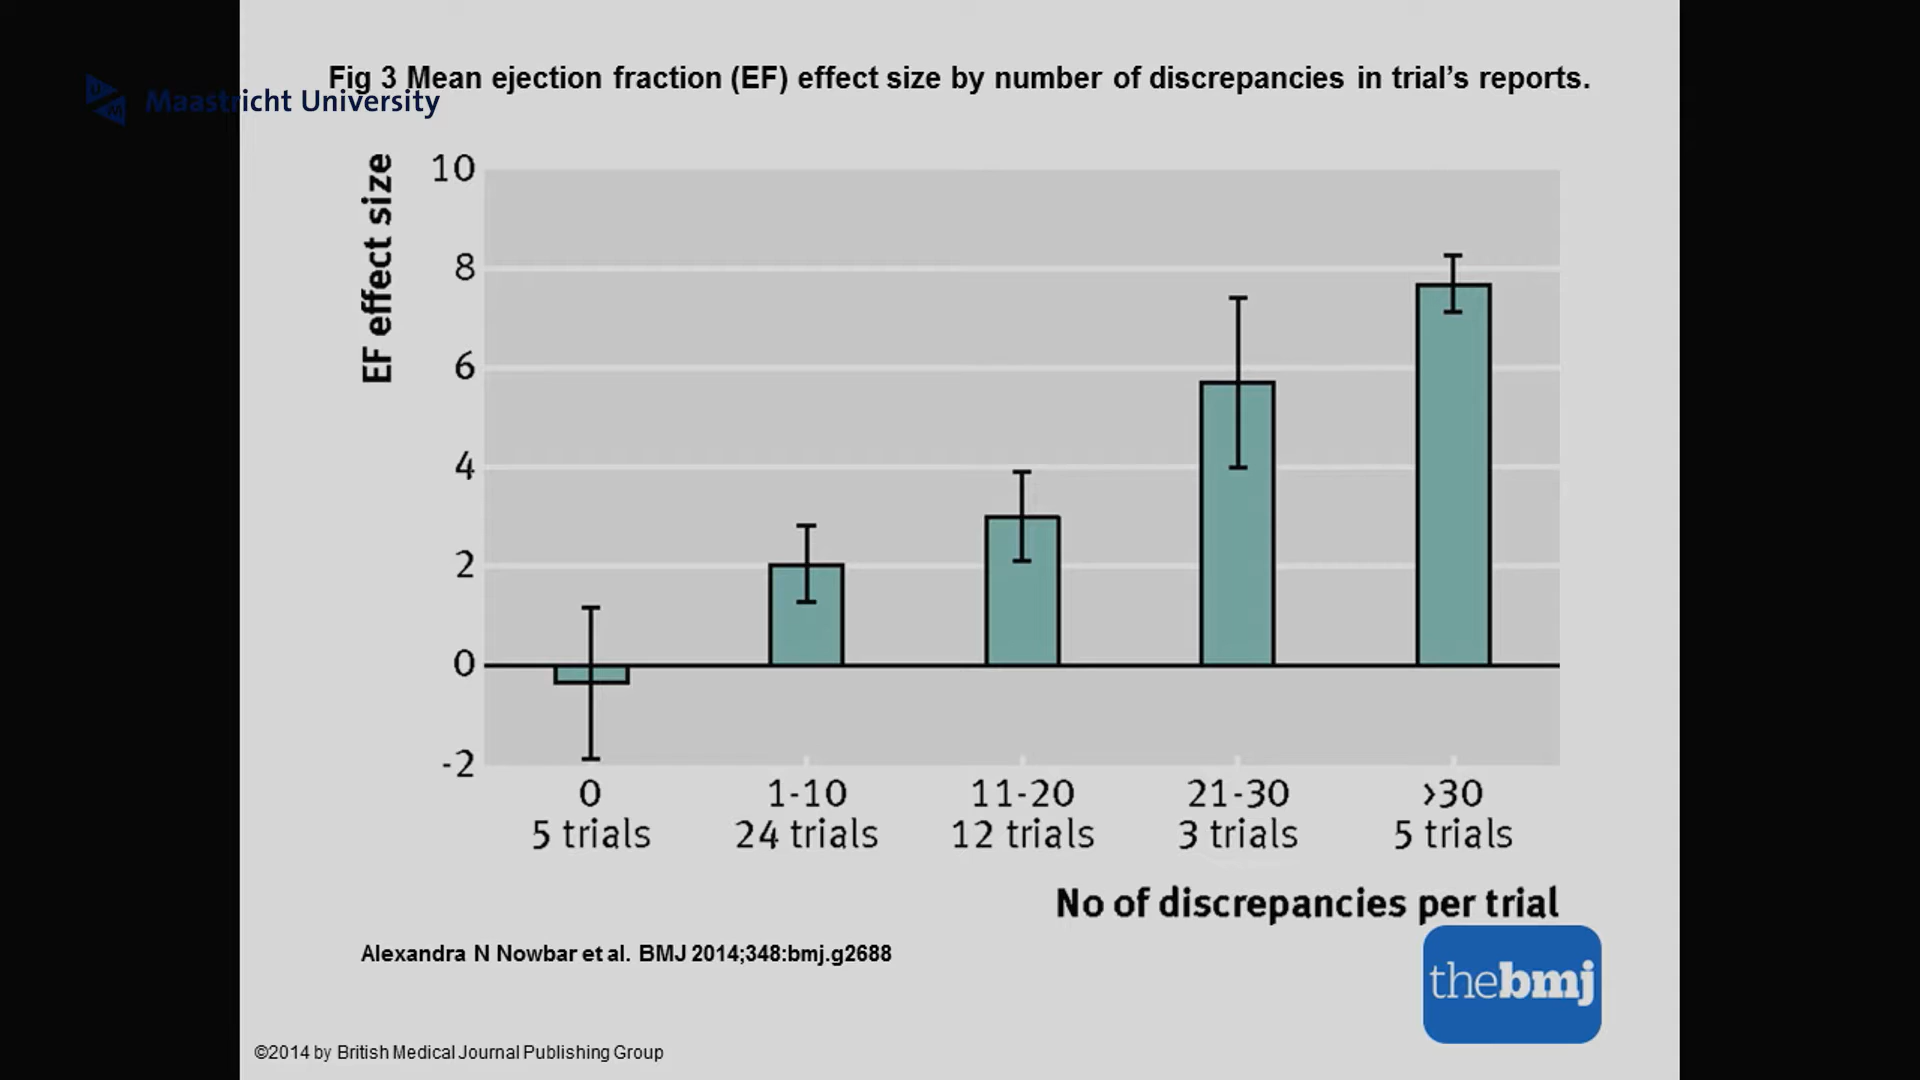 Fig 3 Mean ejection fraction (EF) effect size by number of discrepancies in trial's reports.
Maastricht University
EF effect size
10
8
6
4
2
0
-2
0
1-10
11-20
21-30
>30
5 trials
24 trials
12 trials
3 trials
5 trials
No of discrepancies per trial
Alexandra N Nowbar et al. BMJ 2014;348:bmj.g2688
thebmj
©2014 by British Medical Journal Publishing Group